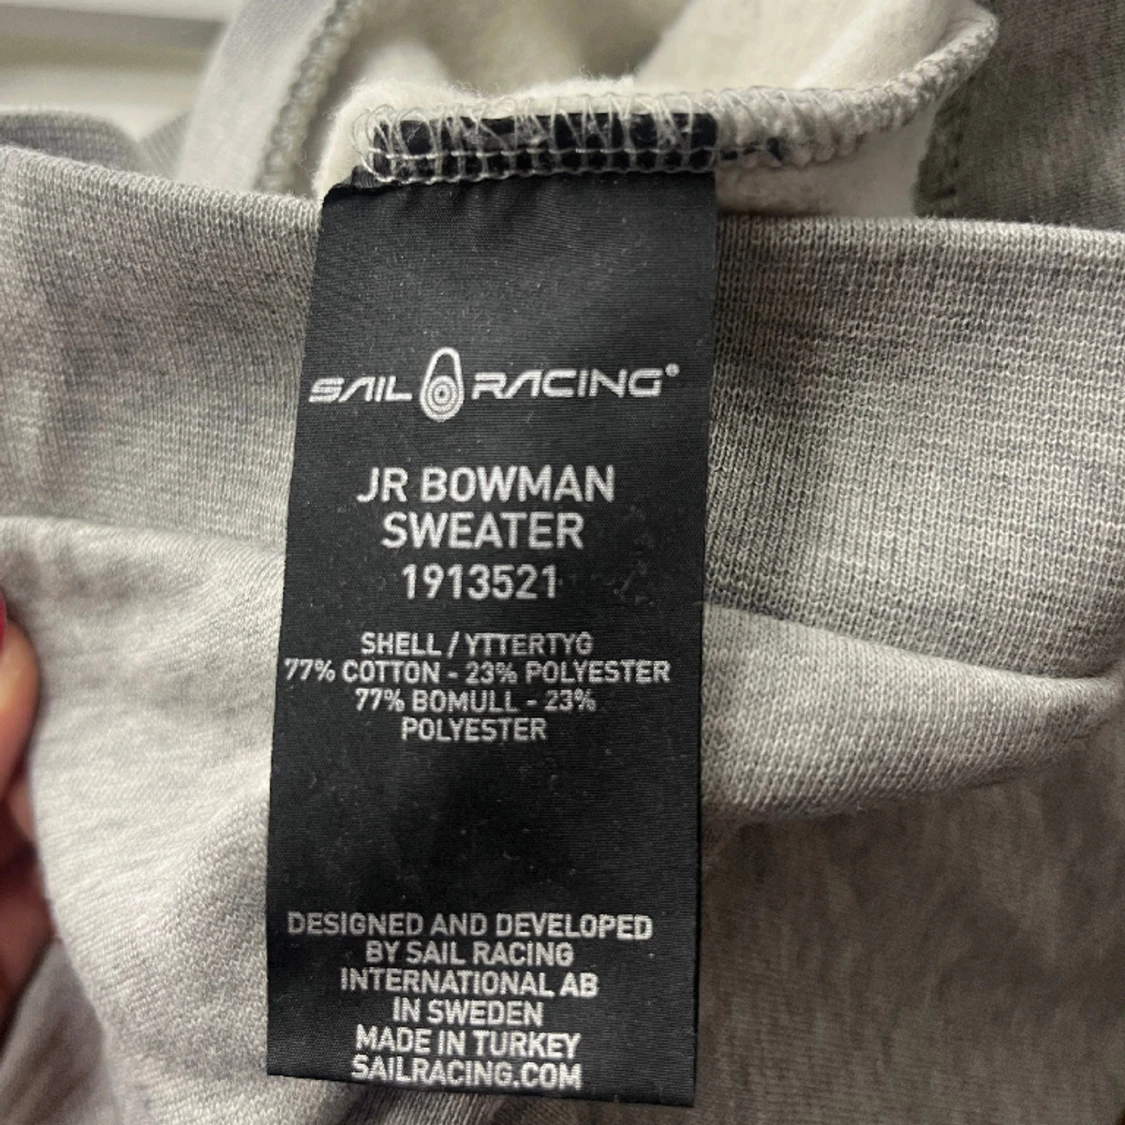 SAIL RACING®
JR BOWMAN
SWEATER
1913521
SHELL / YTTERTYG
77% COTTON - 23% POLYESTER
77% BOMULL - 23%
POLYESTER
DESIGNED AND DEVELOPED
BY SAIL RACING
INTERNATIONAL AB
IN SWEDEN
MADE IN TURKEY
SAILRACING.COM